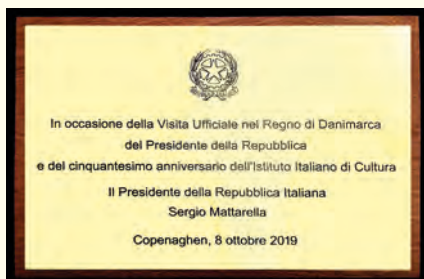 In occasione della Visita Ufficiale nel Regno di Danimarca
del Presidente della Repubblica
e del cinquantesimo anniversario dell'Istituto Italiano di Cultura
Il Presidente della Repubblica Italiana
Sergio Mattarella
Copenaghen, 8 ottobre 2019